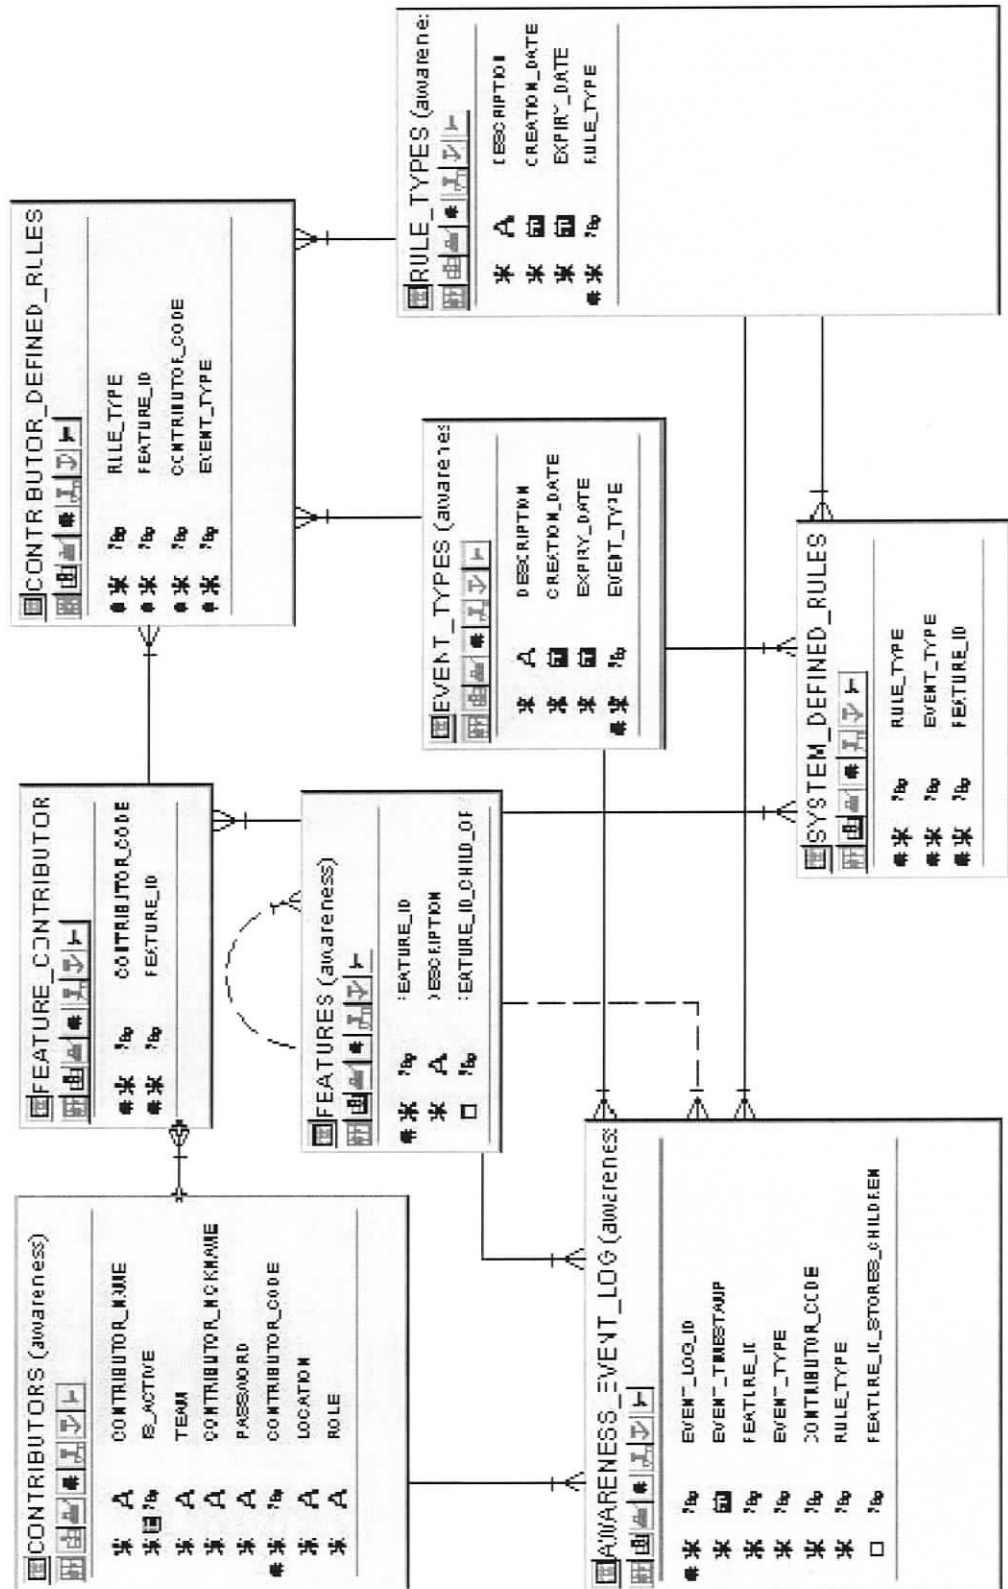 CONTRIBUTORS (awareness)
CONTRIBUTOR_NAME
IS_ACTIVE
TEAM
CONTRIBUTOR_NICKNAME
PASSWORD
CONTRIBUTOR_CODE
LOCATION
ROLE
FEATURE_CONTRIBUTOR
CONTRIBUTOR_CODE
FEATURE_ID
CONTRIBUTOR_DEFINED_RULES
RULE_TYPE
FEATURE_ID
CONTRIBUTOR_CODE
EVENT_TYPE
FEATURES (awareness)
FEATURE_ID
DESCRIPTION
FEATURE_ID_CHILD_OF
EVENT_TYPES (awarenes
DESCRIPTION
CREATION_DATE
EXPIRY_DATE
EVENT_TYPE
RULE_TYPES (awarene
DESCRIPTION
CREATION_DATE
EXPIRY_DATE
RULE_TYPE
AWARENESS_EVENT_LOG (awareness
EVENT_LOG_ID
EVENT_TIMESTAMP
FEATURE_ID
EVENT_TYPE
CONTRIBUTOR_CODE
RULE_TYPE
FEATURE_ID_STORES_CHILDREN
SYSTEM_DEFINED_RULES
RULE_TYPE
EVENT_TYPE
FEATURE_ID